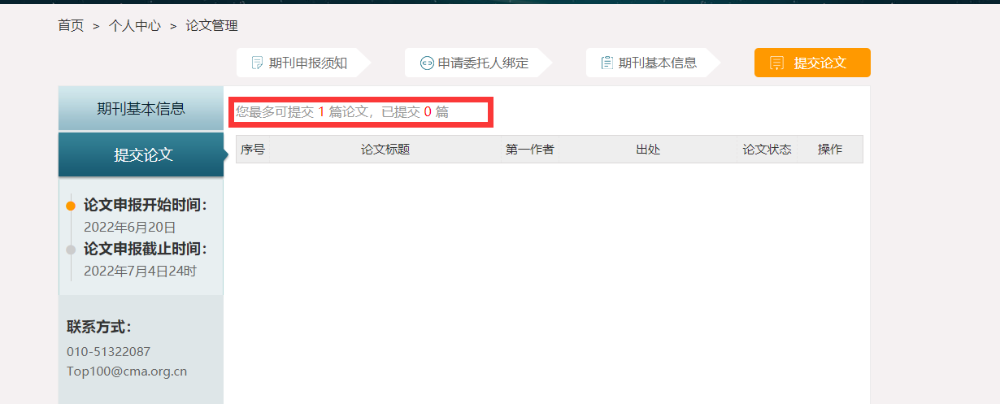 首页 > 个人中心 > 论文管理
期刊申报须知 申请委托人绑定 期刊基本信息 提交论文
期刊基本信息
提交论文
论文申报开始时间：
2022年6月20日
论文申报截止时间：
2022年7月4日24时
联系方式：
010-51322087
Top100@cma.org.cn
您最多可提交 1 篇论文，已提交 0 篇
序号 论文标题 第一作者 出处 论文状态 操作